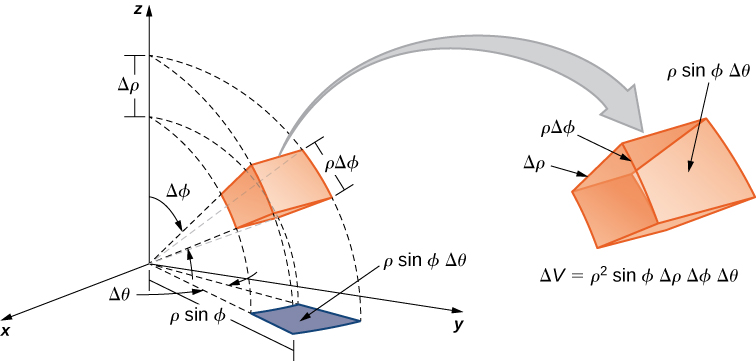 z
Δρ
Δϕ
ρΔϕ
Δθ
ρ sin ϕ
ρ sin ϕ Δθ
x
y
ρ sin ϕ Δθ
ρΔϕ
Δρ
ΔV = ρ² sin ϕ Δρ Δϕ Δθ